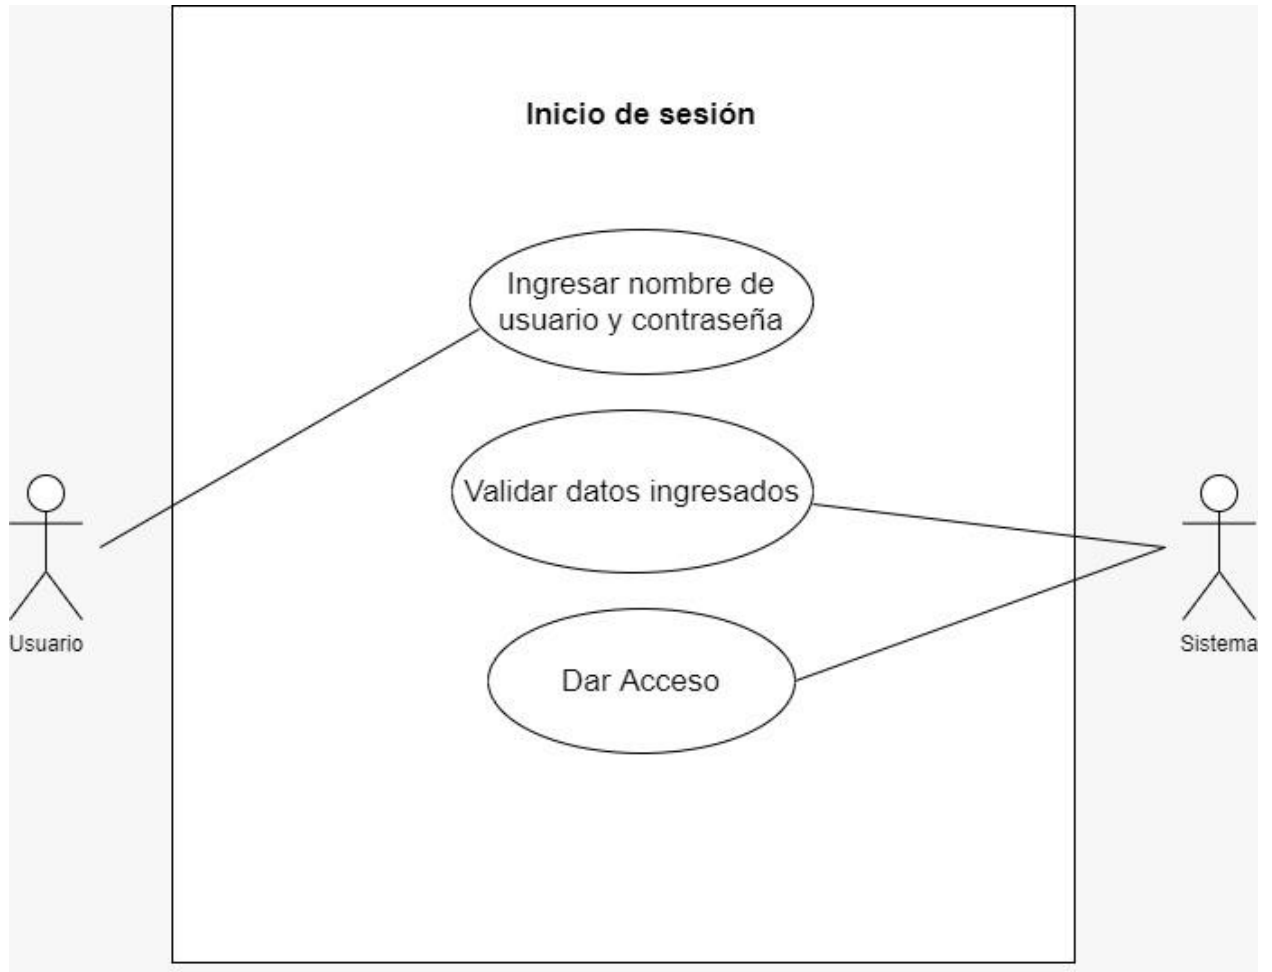 Inicio de sesión
Ingresar nombre de
usuario y contraseña
Validar datos ingresados
Dar Acceso
Usuario
Sistema